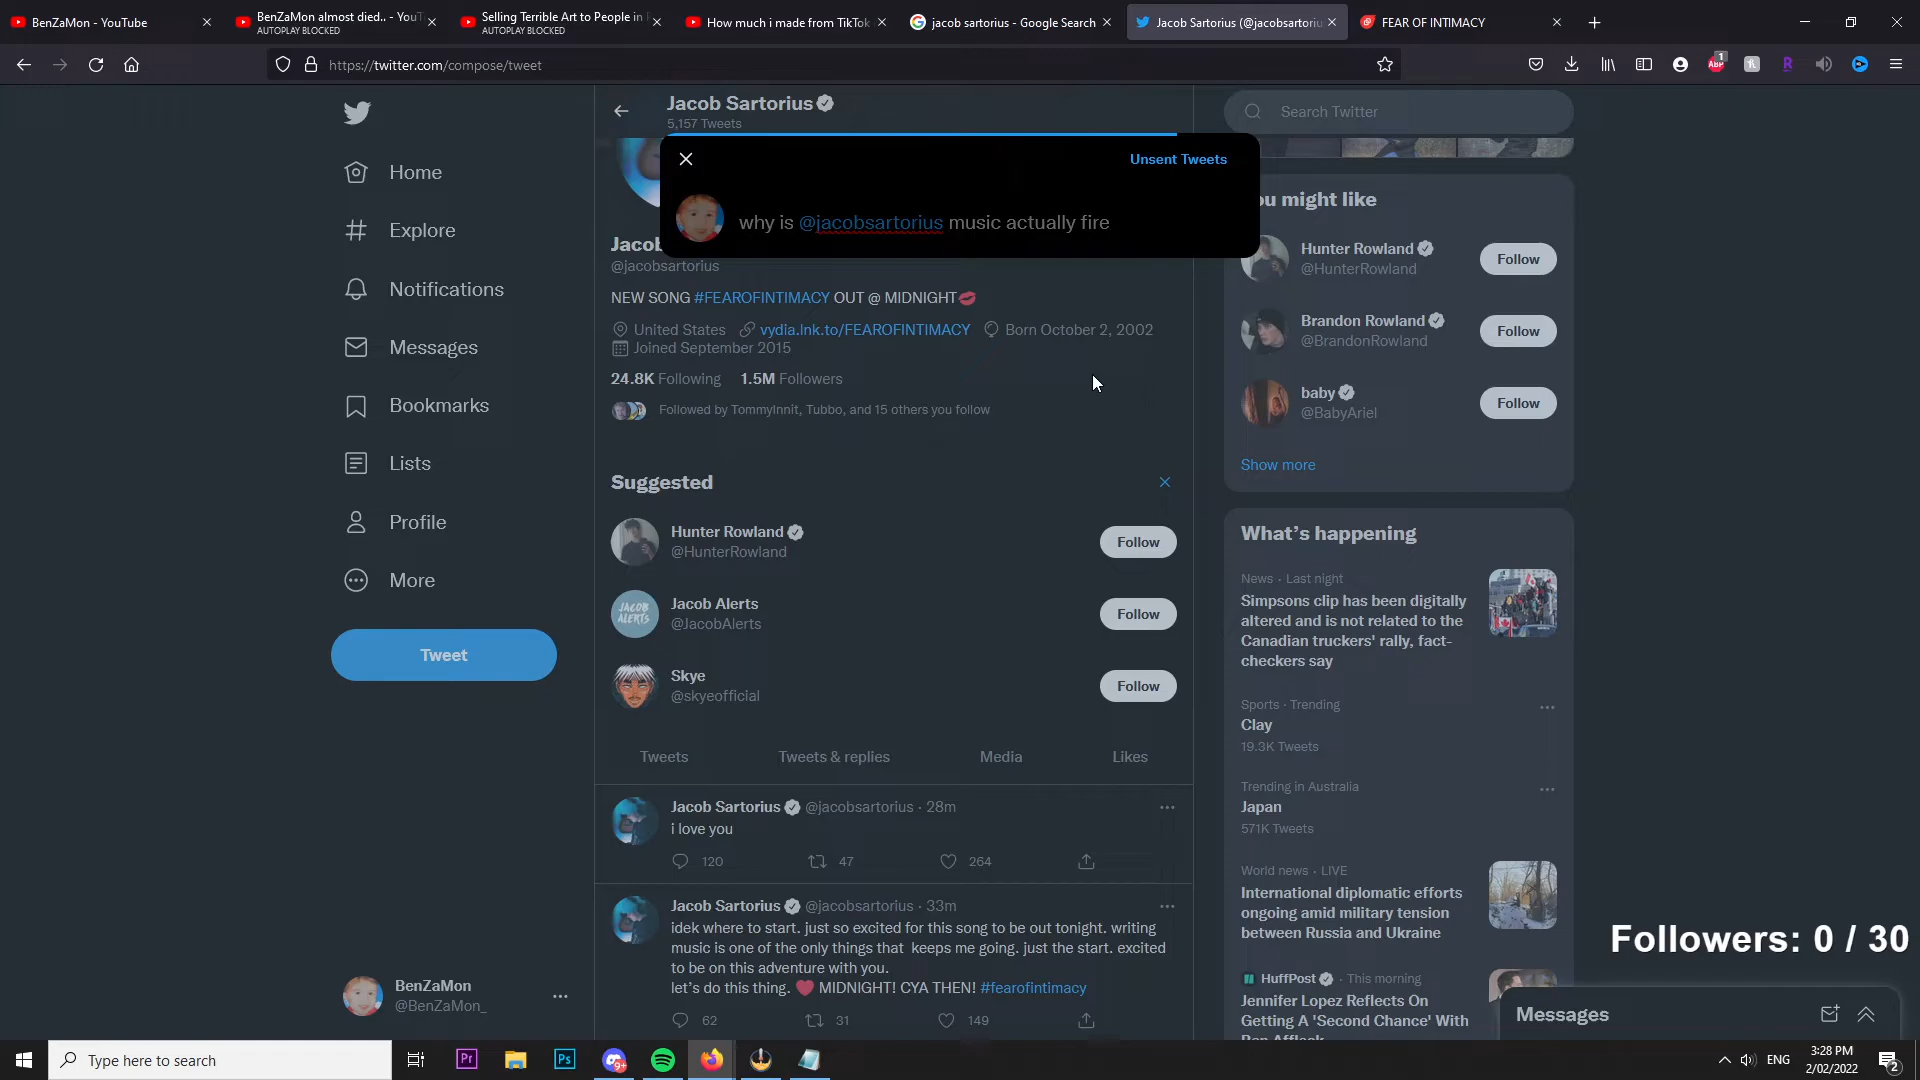 BenZaMon - YouTube
BenZaMon almost died.. - YouT
AUTOPLAY BLOCKED
Selling Terrible Art to People in
AUTOPLAY BLOCKED
How much i made from TikTok
jacob sartorius - Google Search
Jacob Sartorius (@jacobsartoriu
FEAR OF INTIMACY
https://twitter.com/compose/tweet
ABP
1
Jacob Sartorius
5,157 Tweets
Search Twitter
Unsent Tweets
why is @jacobsartorius music actually fire
Home
Explore
Notifications
Messages
Bookmarks
Lists
Profile
More
Tweet
BenZaMon
@BenZaMon_
Jacob
@jacobsartorius
NEW SONG #FEAROFINTIMACY OUT @ MIDNIGHT💋
United States vydia.lnk.to/FEAROFINTIMACY Born October 2, 2002
Joined September 2015
24.8K Following 1.5M Followers
Followed by TommyInnit, Tubbo, and 15 others you follow
Suggested
Hunter Rowland
@HunterRowland
Follow
JACOB ALERTS
Jacob Alerts
@JacobAlerts
Follow
Skye
@skyeofficial
Follow
Tweets Tweets & replies Media Likes
Jacob Sartorius @jacobsartorius · 28m
i love you
120 47 264
Jacob Sartorius @jacobsartorius · 33m
idek where to start. just so excited for this song to be out tonight. writing
music is one of the only things that keeps me going. just the start. excited
to be on this adventure with you.
let's do this thing. ❤️ MIDNIGHT! CYA THEN! #fearofintimacy
62 31 149
ou might like
Hunter Rowland
@HunterRowland
Follow
Brandon Rowland
@BrandonRowland
Follow
baby
@BabyAriel
Follow
Show more
What's happening
News · Last night
Simpsons clip has been digitally
altered and is not related to the
Canadian truckers' rally, fact-
checkers say
Sports · Trending
Clay
19.3K Tweets
Trending in Australia
Japan
571K Tweets
World news · LIVE
International diplomatic efforts
ongoing amid military tension
between Russia and Ukraine
HuffPost · This morning
Jennifer Lopez Reflects On
Getting A 'Second Chance' With
Ben Affleck
Followers: 0 / 30
Messages
Type here to search
Pr
Ps
9+
ENG
3:28 PM
2/02/2022
2